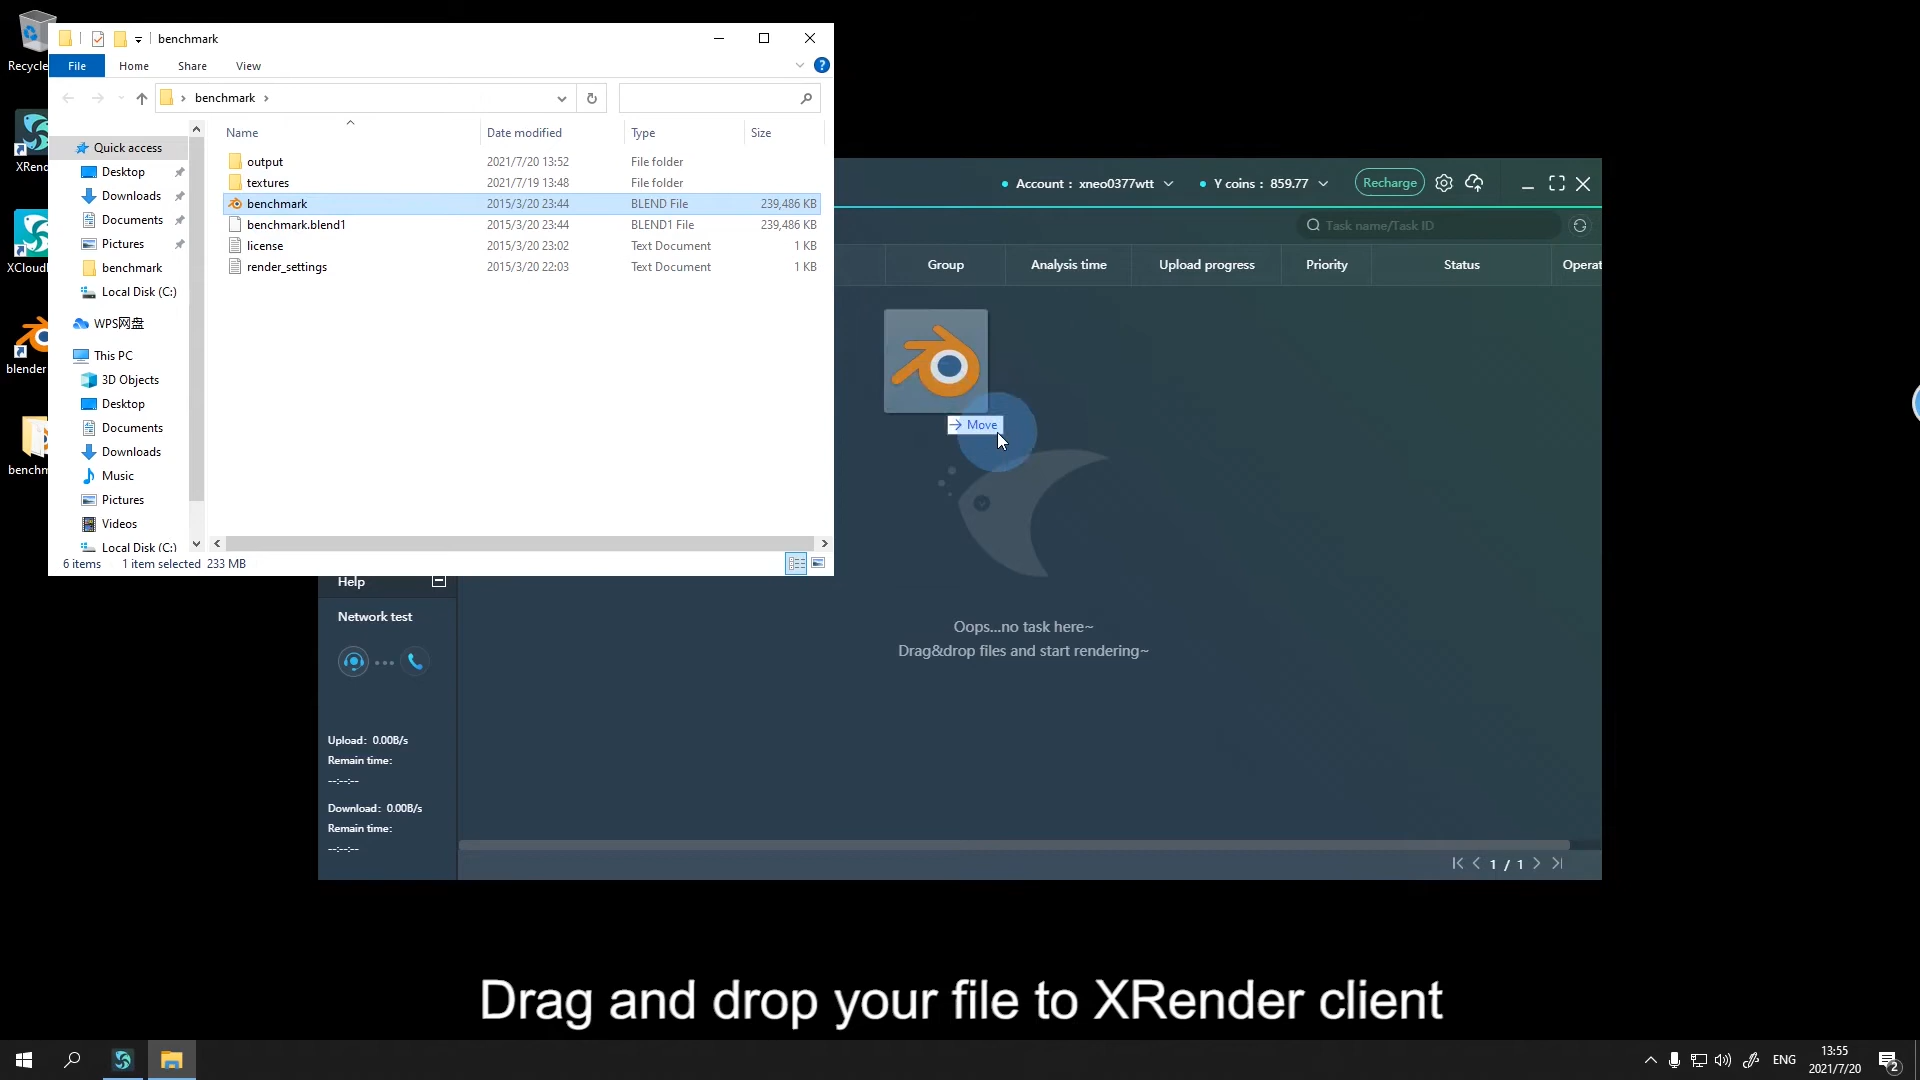 Recycle
XRend
XCloudl
blender
benchm
benchmark
File
Home
Share
View
benchmark
Name
Date modified
Type
Size
output 2021/7/20 13:52 File folder
textures 2021/7/19 13:48 File folder
benchmark 2015/3/20 23:44 BLEND File 239,486 KB
benchmark.blend1 2015/3/20 23:44 BLEND1 File 239,486 KB
license 2015/3/20 23:02 Text Document 1 KB
render_settings 2015/3/20 22:03 Text Document 1 KB
Quick access
Desktop
Downloads
Documents
Pictures
benchmark
Local Disk (C:)
WPS网盘
This PC
3D Objects
Desktop
Documents
Downloads
Music
Pictures
Videos
Local Disk (C:)
6 items 1 item selected 233 MB
Account : xneo0377wtt
Y coins : 859.77
Recharge
Task name/Task ID
Group
Analysis time
Upload progress
Priority
Status
Operat
Move
Oops...no task here~
Drag&drop files and start rendering~
Help
Network test
Upload: 0.00B/s
Remain time:
--:--:--
Download: 0.00B/s
Remain time:
--:--:--
1 / 1
Drag and drop your file to XRender client
ENG
13:55
2021/7/20
2